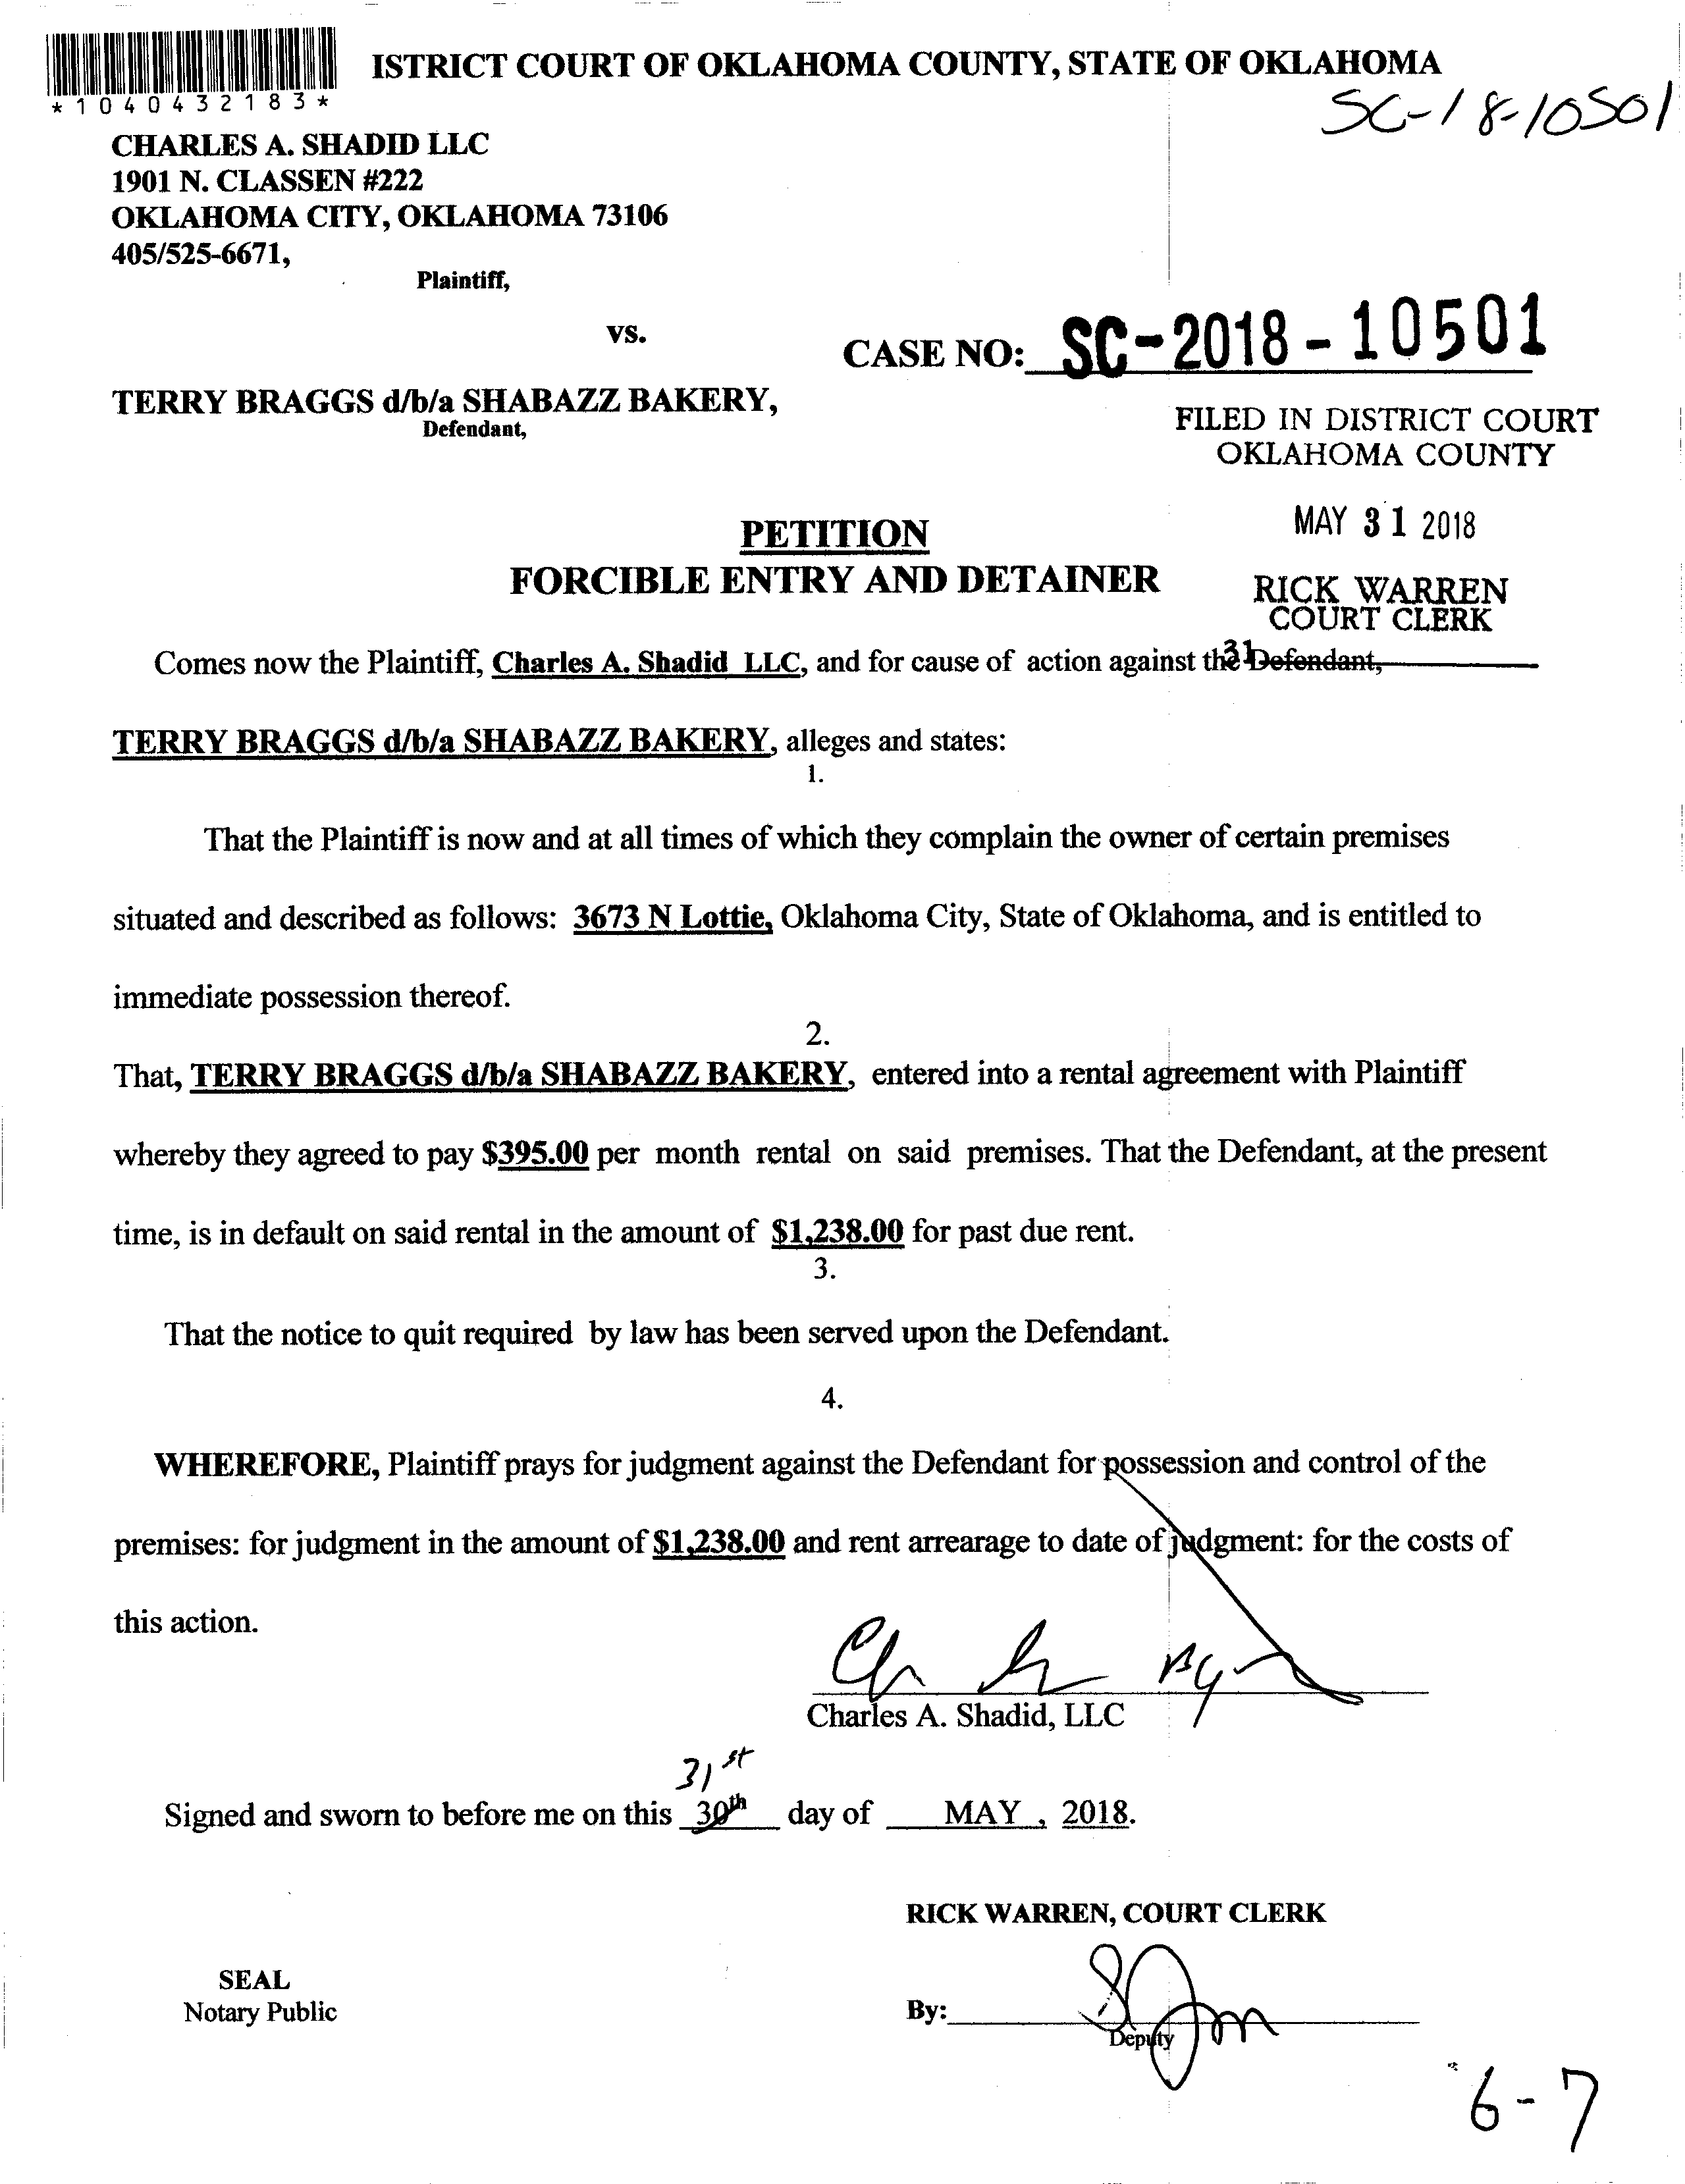 ISTRICT COURT OF OKLAHOMA COUNTY, STATE OF OKLAHOMA
*1040432183*
SC-18-10501
CHARLES A. SHADID LLC
1901 N. CLASSEN #222
OKLAHOMA CITY, OKLAHOMA 73106
405/525-6671,
Plaintiff,
vs.
CASE NO: SC-2018-10501
TERRY BRAGGS d/b/a SHABAZZ BAKERY,
Defendant,
FILED IN DISTRICT COURT
OKLAHOMA COUNTY
MAY 31 2018
PETITION
FORCIBLE ENTRY AND DETAINER
RICK WARREN
COURT CLERK
31
Comes now the Plaintiff, Charles A. Shadid LLC, and for cause of action against the Defendant,
TERRY BRAGGS d/b/a SHABAZZ BAKERY, alleges and states:
1.
That the Plaintiff is now and at all times of which they complain the owner of certain premises
situated and described as follows: 3673 N Lottie, Oklahoma City, State of Oklahoma, and is entitled to
immediate possession thereof.
2.
That, TERRY BRAGGS d/b/a SHABAZZ BAKERY, entered into a rental agreement with Plaintiff
whereby they agreed to pay $395.00 per month rental on said premises. That the Defendant, at the present
time, is in default on said rental in the amount of $1,238.00 for past due rent.
3.
That the notice to quit required by law has been served upon the Defendant.
4.
WHEREFORE, Plaintiff prays for judgment against the Defendant for possession and control of the
premises: for judgment in the amount of $1,238.00 and rent arrearage to date of judgment: for the costs of
this action.
Charles A. Shadid, LLC
31st
Signed and sworn to before me on this 30th day of MAY , 2018.
RICK WARREN, COURT CLERK
SEAL
Notary Public
By:
Deputy
6-7